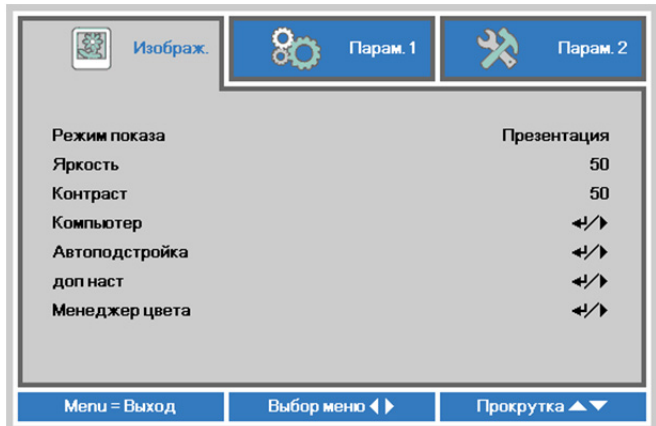 Изображ. Парам. 1 Парам. 2
Режим показа Презентация
Яркость 50
Контраст 50
Компьютер ↵/▶
Автоподстройка ↵/▶
доп наст ↵/▶
Менеджер цвета ↵/▶
Menu = Выход Выбор меню ◀▶ Прокрутка ▲▼